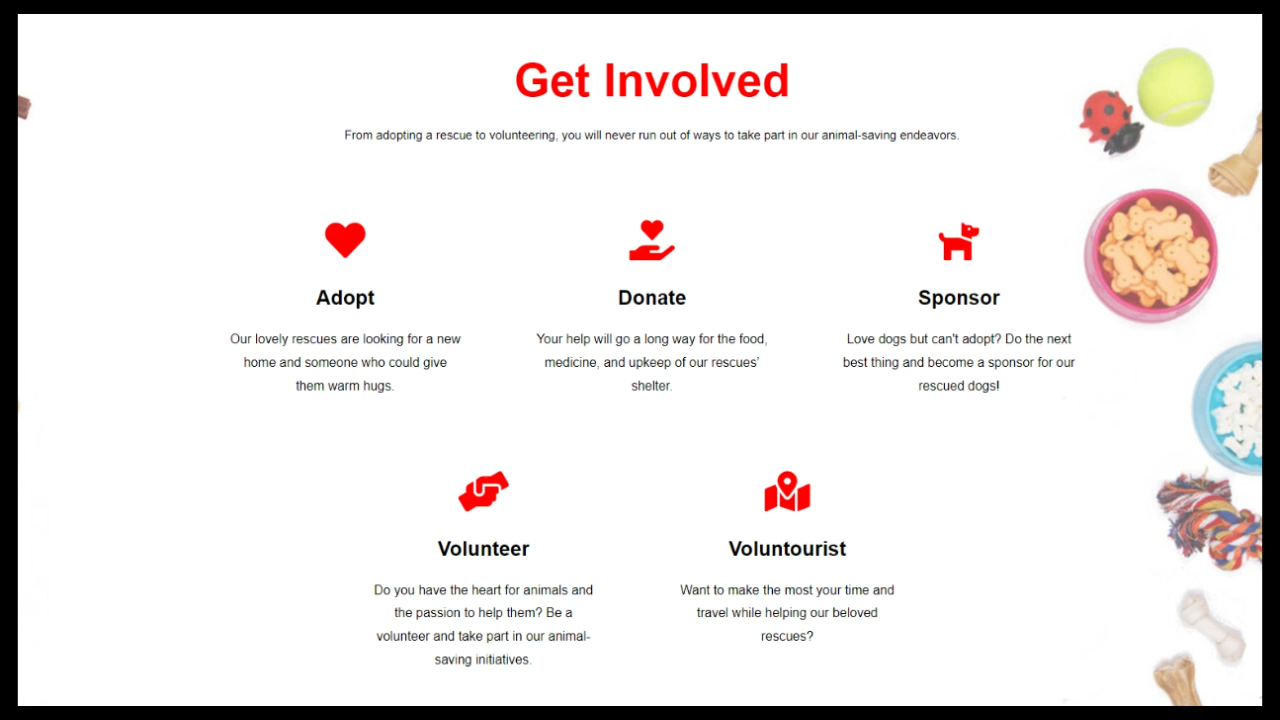 Get Involved
From adopting a rescue to volunteering, you will never run out of ways to take part in our animal-saving endeavors.
Adopt
Our lovely rescues are looking for a new
home and someone who could give
them warm hugs.
Donate
Your help will go a long way for the food,
medicine, and upkeep of our rescues’
shelter.
Sponsor
Love dogs but can't adopt? Do the next
best thing and become a sponsor for our
rescued dogs!
Volunteer
Do you have the heart for animals and
the passion to help them? Be a
volunteer and take part in our animal-
saving initiatives.
Voluntourist
Want to make the most your time and
travel while helping our beloved
rescues?